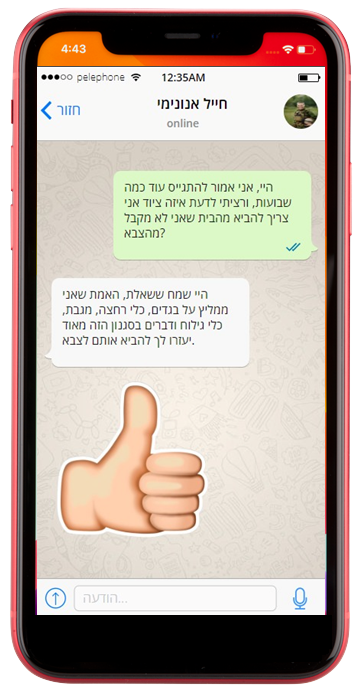 4:43
pelephone 12:35AM
חזור
חייל אנונימי
online
היי, אני אמור להתגייס עוד כמה
שבועות, ורציתי לדעת איזה ציוד אני
צריך להביא מהבית שאני לא מקבל
מהצבא?
היי שמח ששאלת, האמת שאני
ממליץ על בגדים, כלי רחצה, מגבת,
כלי גילוח ודברים בסגנון הזה מאוד
יעזרו לך להביא אותם לצבא.
הודעה...